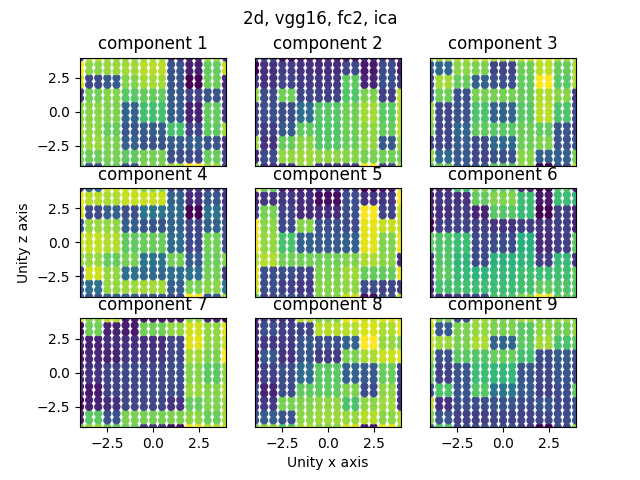 2d, vgg16, fc2, ica
component 1
component 2
component 3
2.5
0.0
−2.5
component 4
component 5
component 6
2.5
0.0
−2.5
Unity z axis
component 7
component 8
component 9
2.5
0.0
−2.5
−2.5 0.0 2.5
−2.5 0.0 2.5
−2.5 0.0 2.5
Unity x axis